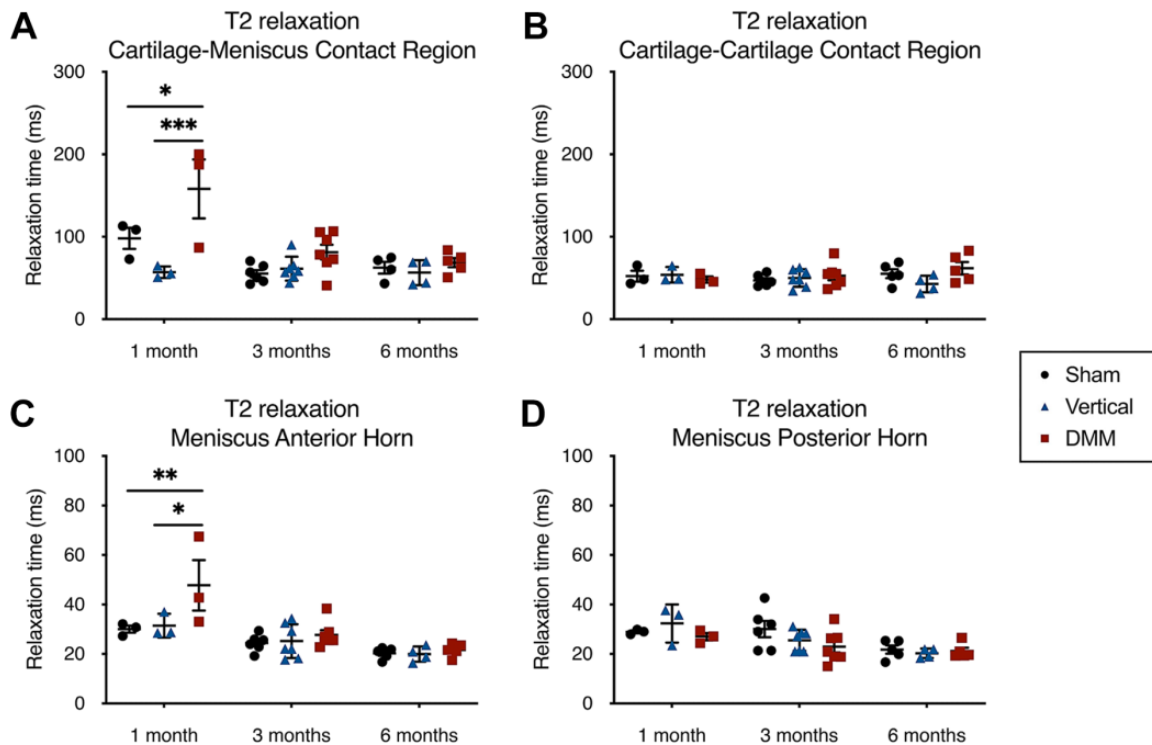 A
T2 relaxation
Cartilage-Meniscus Contact Region
Relaxation time (ms)
300
200
100
0
*
***
1 month
3 months
6 months
B
T2 relaxation
Cartilage-Cartilage Contact Region
Relaxation time (ms)
300
200
100
0
1 month
3 months
6 months
C
T2 relaxation
Meniscus Anterior Horn
Relaxation time (ms)
100
80
60
40
20
0
**
*
1 month
3 months
6 months
D
T2 relaxation
Meniscus Posterior Horn
Relaxation time (ms)
100
80
60
40
20
0
1 month
3 months
6 months
Sham
Vertical
DMM